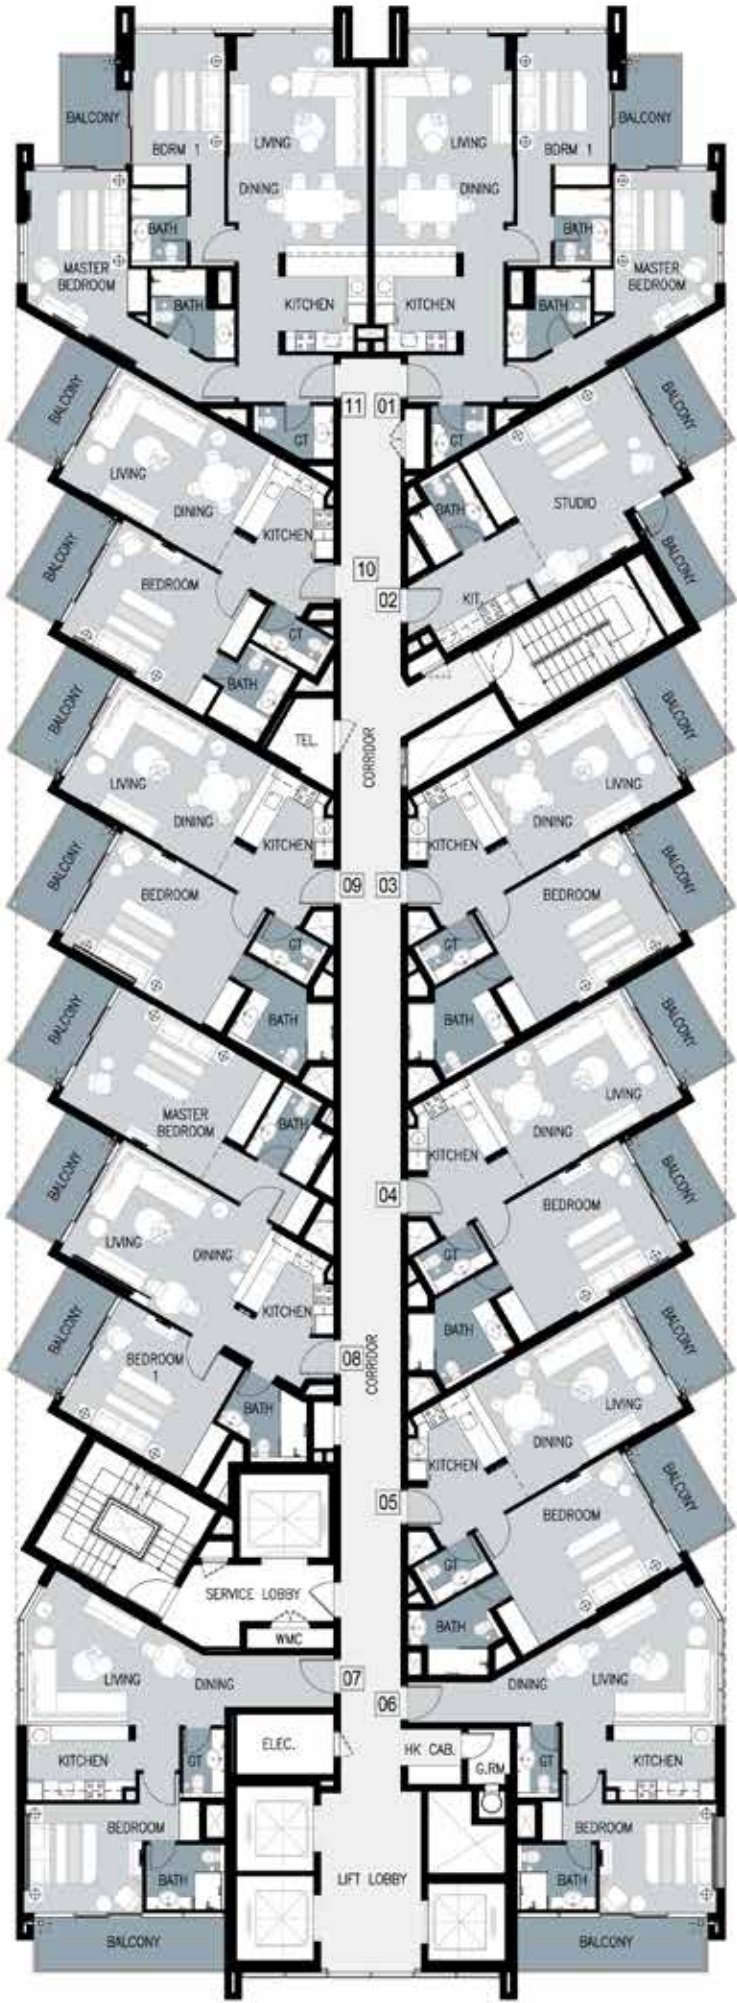 BALCONY
BDRM 1
LIVING
LIVING
BDRM 1
BALCONY
DINING
DINING
BATH
BATH
MASTER
BEDROOM
MASTER
BEDROOM
BATH
KITCHEN
KITCHEN
BATH
BALCONY
11
01
BALCONY
GT
GT
LIVING
DINING
BATH
STUDIO
KITCHEN
BALCONY
BALCONY
10
BEDROOM
02
KIT.
GT
BATH
BALCONY
TEL.
CORRIDOR
BALCONY
LIVING
LIVING
DINING
DINING
KITCHEN
KITCHEN
BALCONY
BALCONY
BEDROOM
09
03
BEDROOM
GT
GT
BALCONY
BATH
BATH
BALCONY
MASTER
BEDROOM
BATH
LIVING
DINING
KITCHEN
BALCONY
BALCONY
04
BEDROOM
LIVING
DINING
GT
KITCHEN
BALCONY
BATH
BALCONY
BEDROOM
1
08
CORRIDOR
BATH
LIVING
DINING
KITCHEN
BALCONY
05
BEDROOM
GT
SERVICE LOBBY
BATH
WMC
LIVING
DINING
07
06
DINING
LIVING
KITCHEN
GT
ELEC.
HK CAB.
G.RM
GT
KITCHEN
BEDROOM
BEDROOM
BATH
LIFT LOBBY
BATH
BALCONY
BALCONY